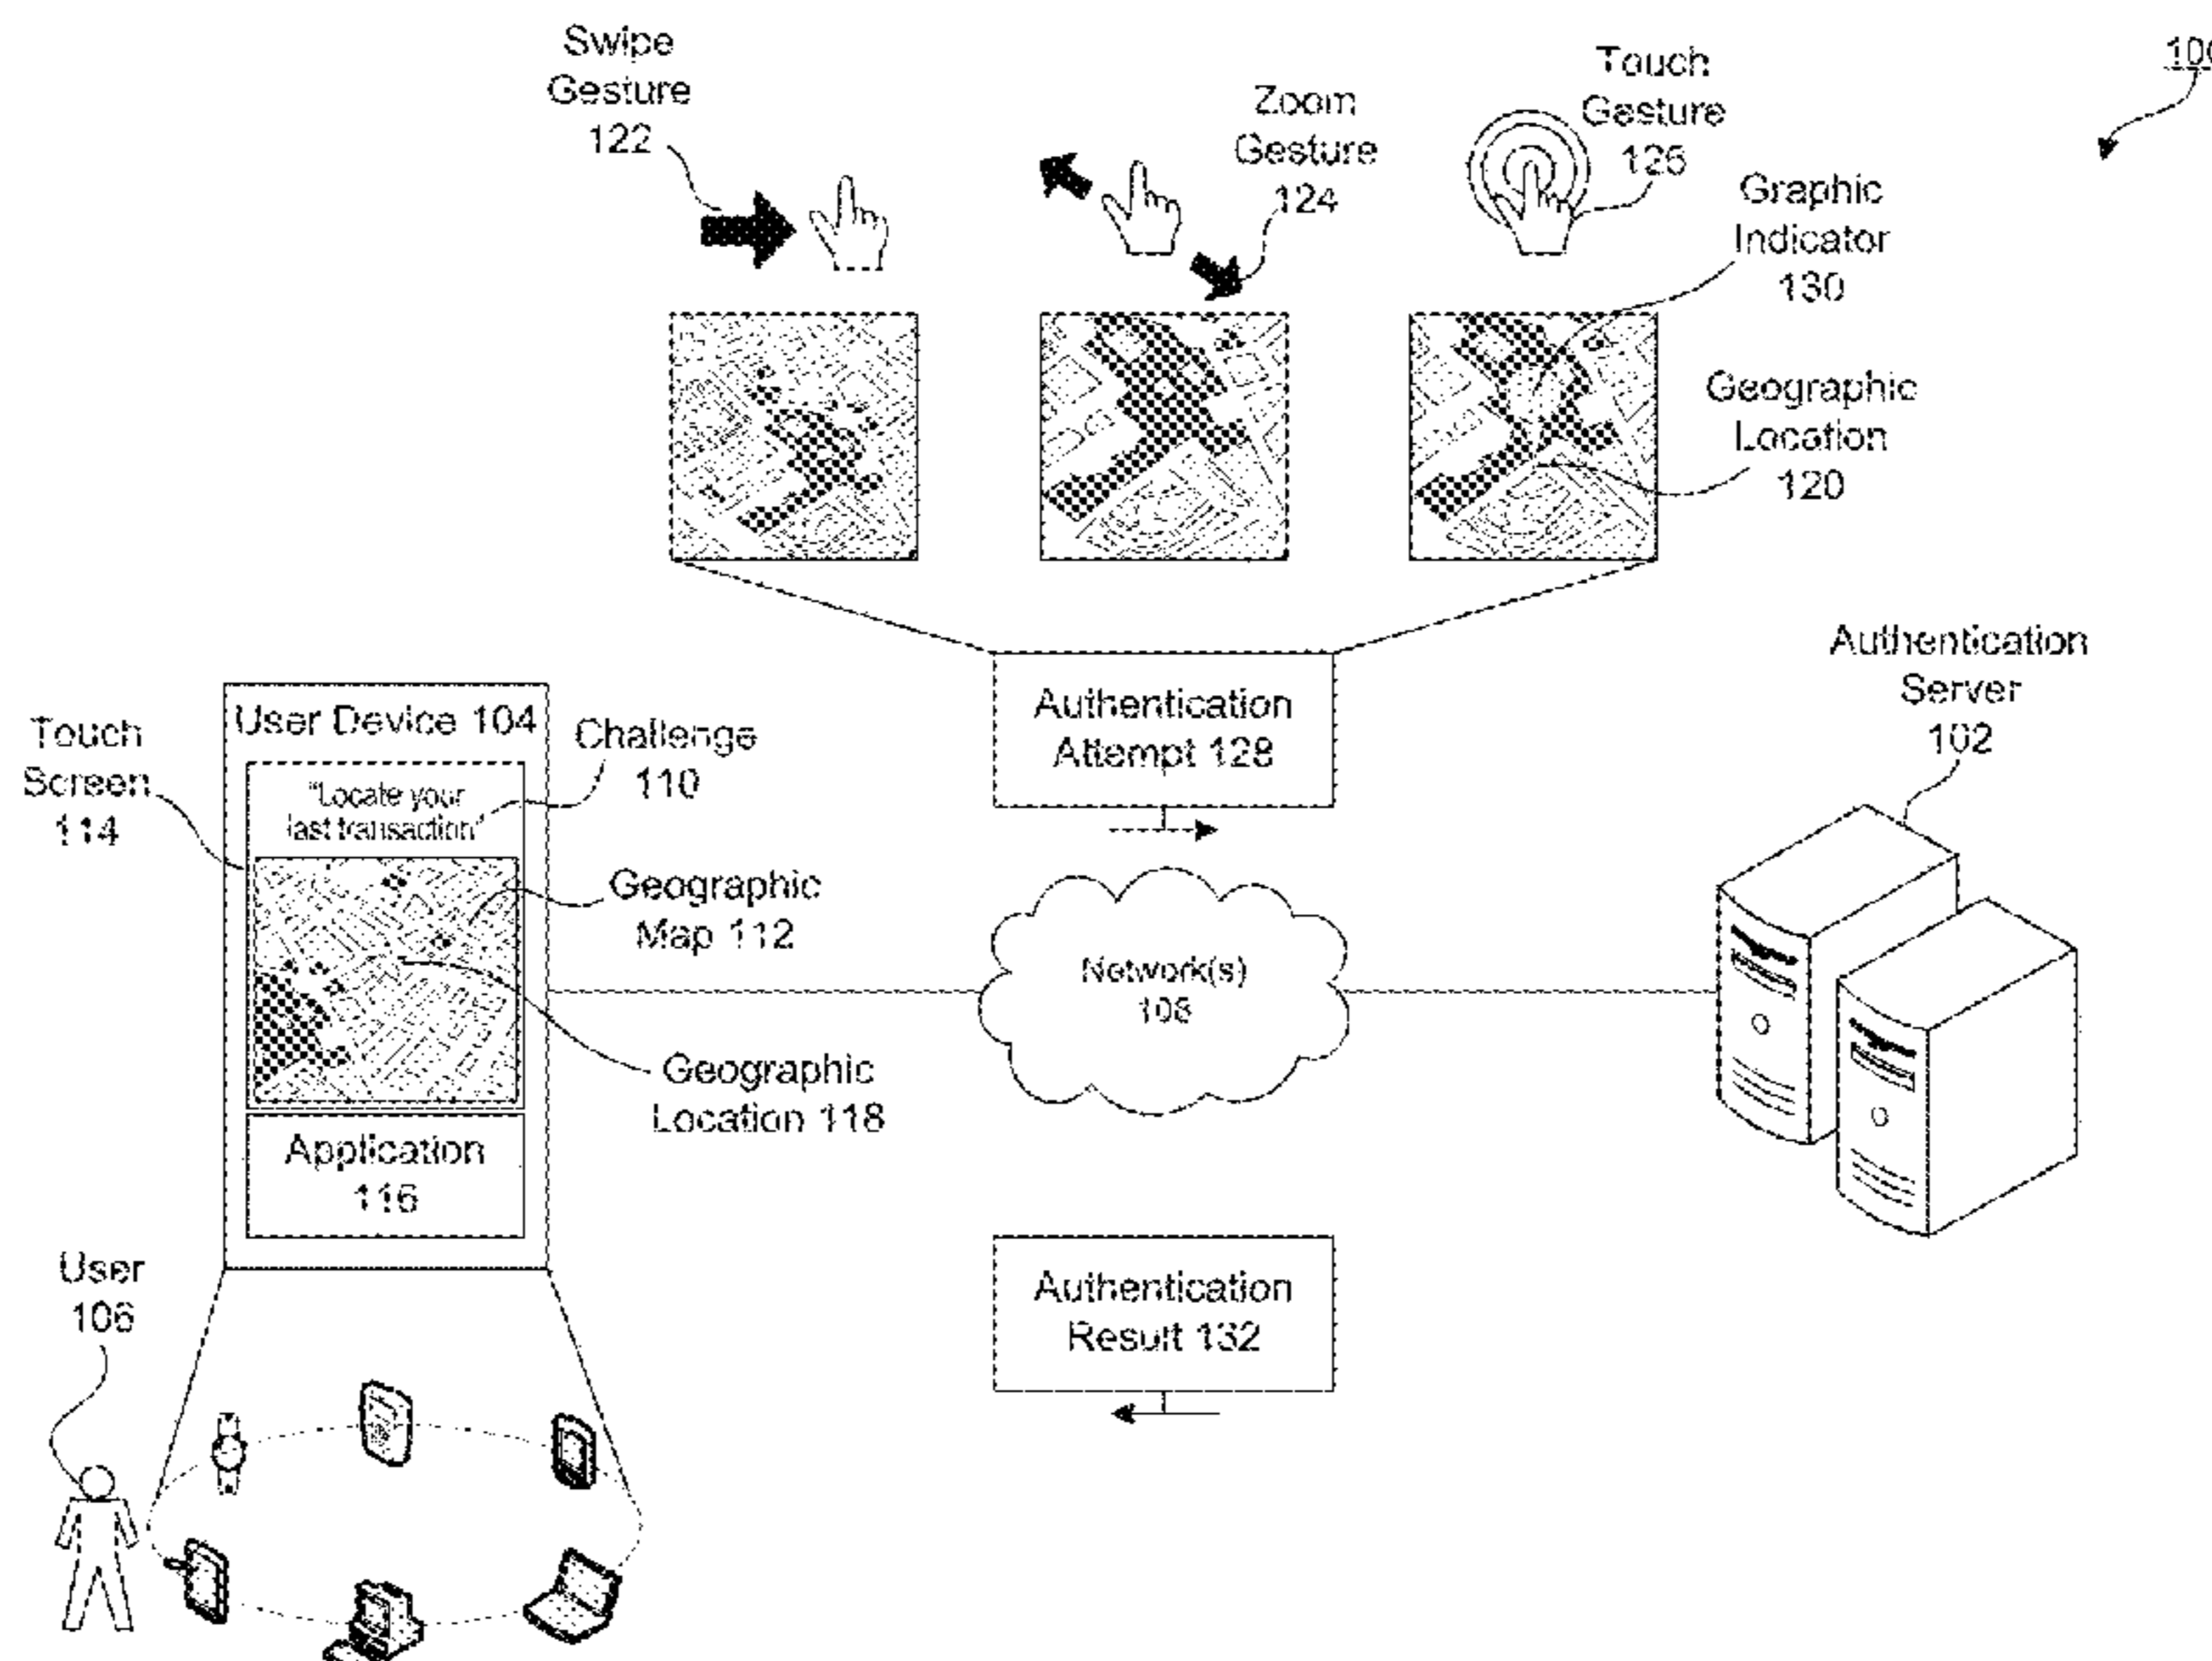 Swipe
Gesture
122
Zoom
Gesture
124
Touch
Gesture
126
Graphic
Indicator
130
Geographic
Location
120
Authentication
Attempt 128
Authentication
Server
102
Touch
Screen
114
User Device 104
"Locate your
last transaction"
Challenge
110
Geographic
Map 112
Geographic
Location 118
Application
116
Network(s)
108
Authentication
Result 132
User
106